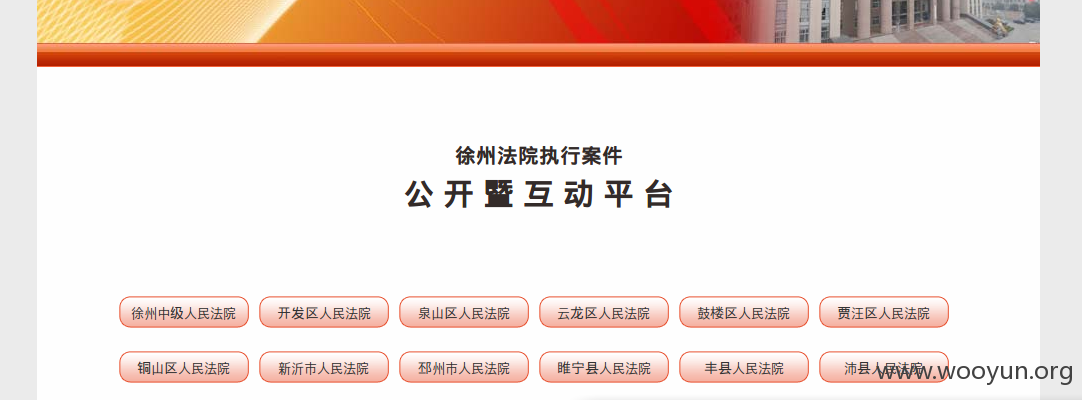 徐州法院执行案件
公开暨互动平台
徐州中级人民法院 开发区人民法院 泉山区人民法院 云龙区人民法院 鼓楼区人民法院 贾汪区人民法院
铜山区人民法院 新沂市人民法院 邳州市人民法院 睢宁县人民法院 丰县人民法院 沛县人民法院
www.wooyun.org